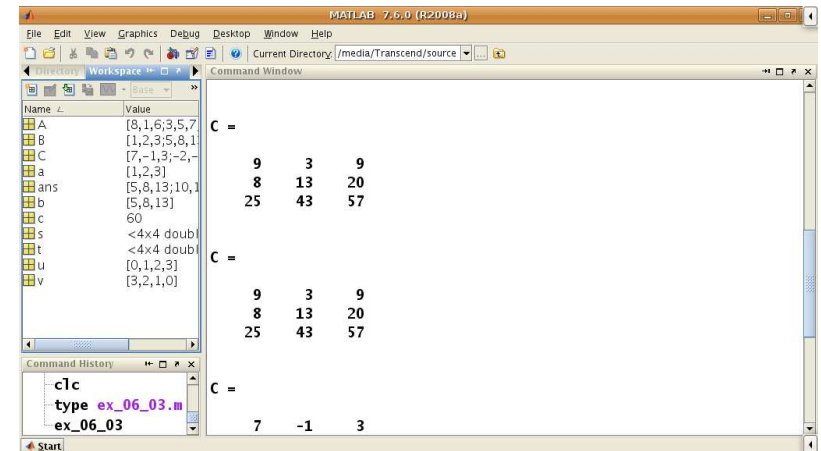 MATLAB 7.6.0 (R2008a)
File Edit View Graphics Debug Desktop Window Help
Current Directory: /media/Transcend/source
Directory Workspace
Base
Name Value
A [8,1,6;3,5,7
B [1,2,3;5,8,1
C [7,-1,3;-2,-
a [1,2,3]
ans [5,8,13;10,1
b [5,8,13]
c 60
s <4x4 doubl
t <4x4 doubl
u [0,1,2,3]
v [3,2,1,0]
Command History
clc
type ex_06_03.m
ex_06_03
Command Window
C =
9 3 9
8 13 20
25 43 57
C =
9 3 9
8 13 20
25 43 57
C =
7 -1 3
Start